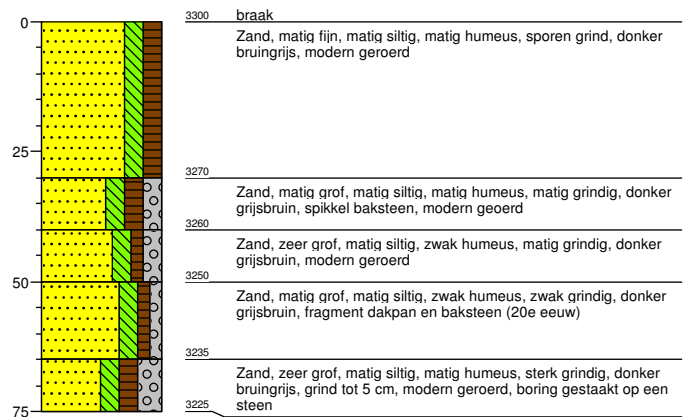 0
3300
braak
Zand, matig fijn, matig siltig, matig humeus, sporen grind, donker
bruingrijs, modern geroerd
25
3270
Zand, matig grof, matig siltig, matig humeus, matig grindig, donker
grijsbruin, spikkel baksteen, modern geoerd
3260
Zand, zeer grof, matig siltig, zwak humeus, matig grindig, donker
grijsbruin, modern geroerd
50
3250
Zand, matig grof, matig siltig, zwak humeus, zwak grindig, donker
grijsbruin, fragment dakpan en baksteen (20e eeuw)
3235
Zand, zeer grof, matig siltig, matig humeus, sterk grindig, donker
bruingrijs, grind tot 5 cm, modern geroerd, boring gestaakt op een
steen
75
3225